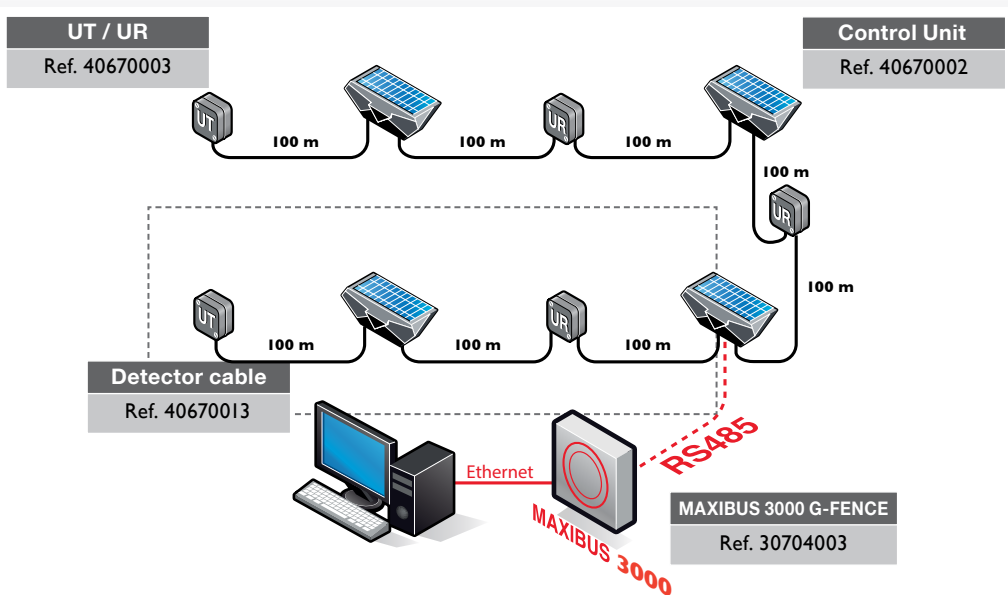 UT / UR
Ref. 40670003
Control Unit
Ref. 40670002
UT
100 m
100 m
UR
100 m
100 m
UR
100 m
UT
100 m
100 m
UR
100 m
Detector cable
Ref. 40670013
RS485
Ethernet
MAXIBUS 3000
MAXIBUS 3000 G-FENCE
Ref. 30704003